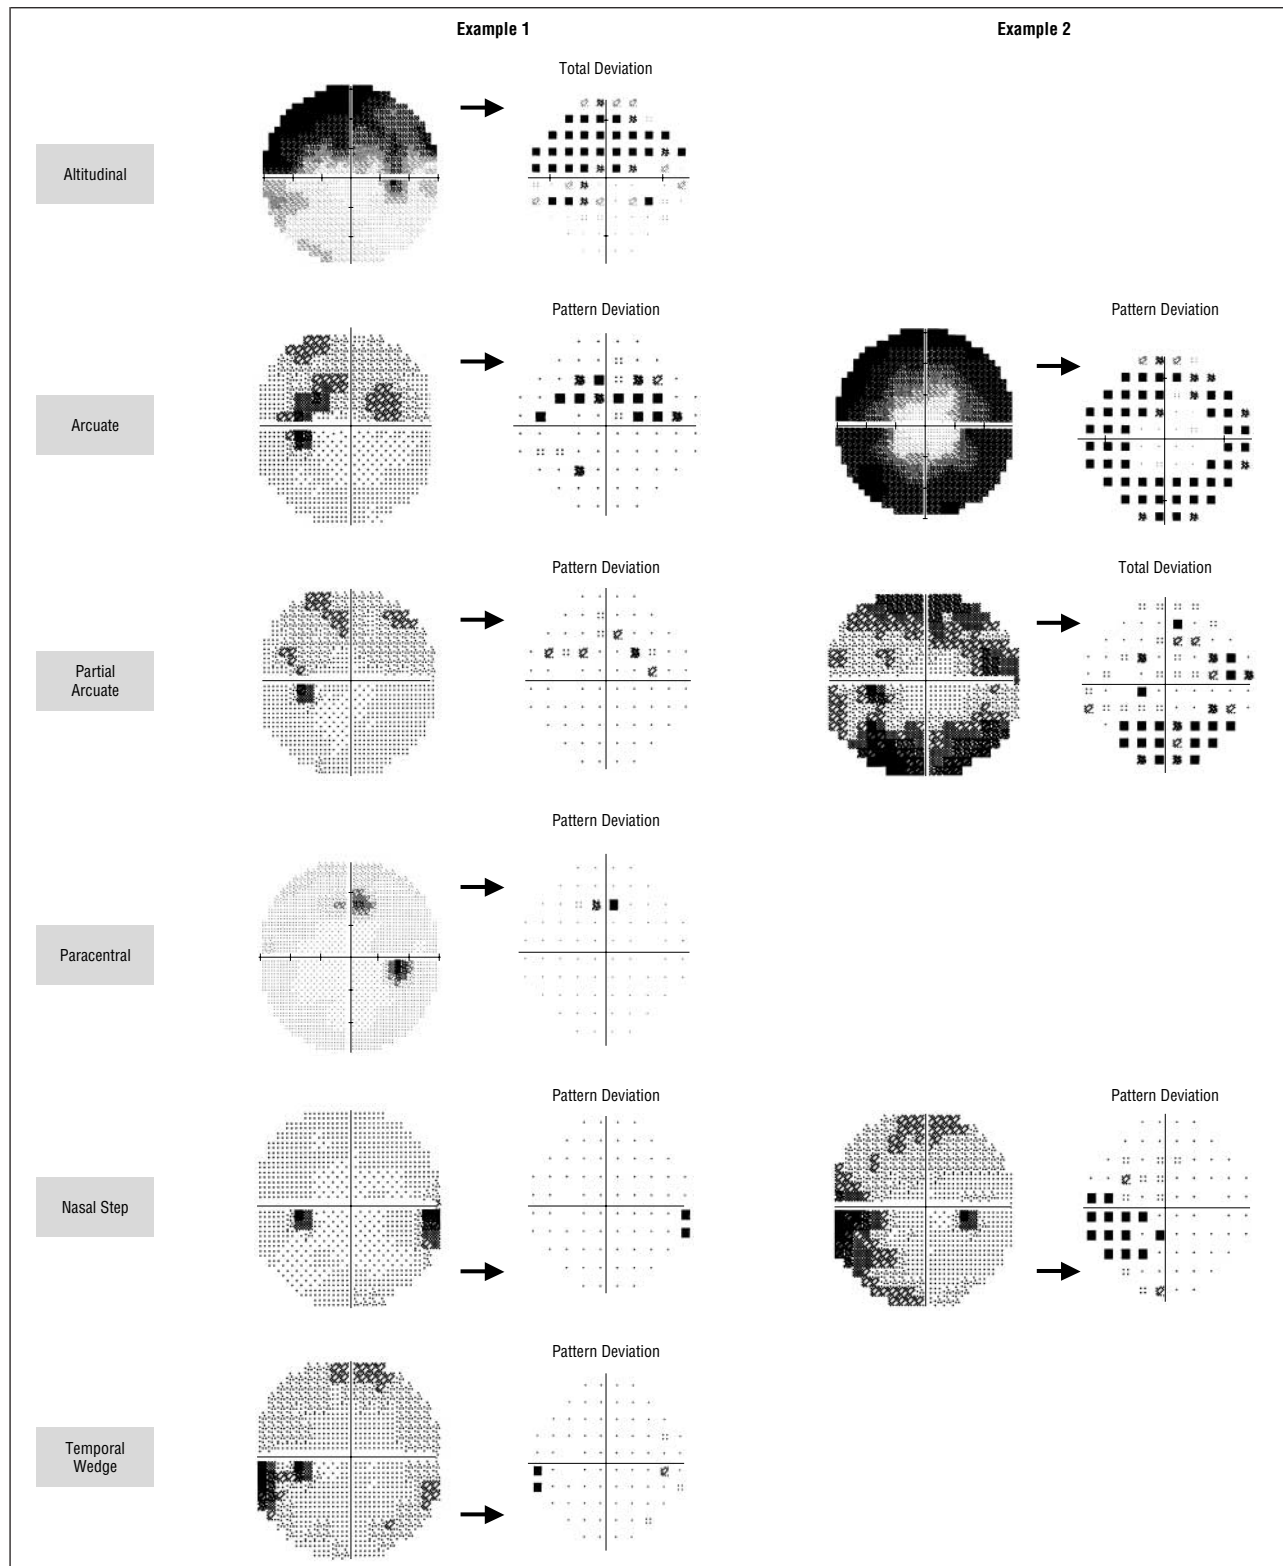 Example 1
Example 2
Total Deviation
Altitudinal
Pattern Deviation
Pattern Deviation
Arcuate
Pattern Deviation
Total Deviation
Partial
Arcuate
Pattern Deviation
Paracentral
Pattern Deviation
Pattern Deviation
Nasal Step
Pattern Deviation
Temporal
Wedge